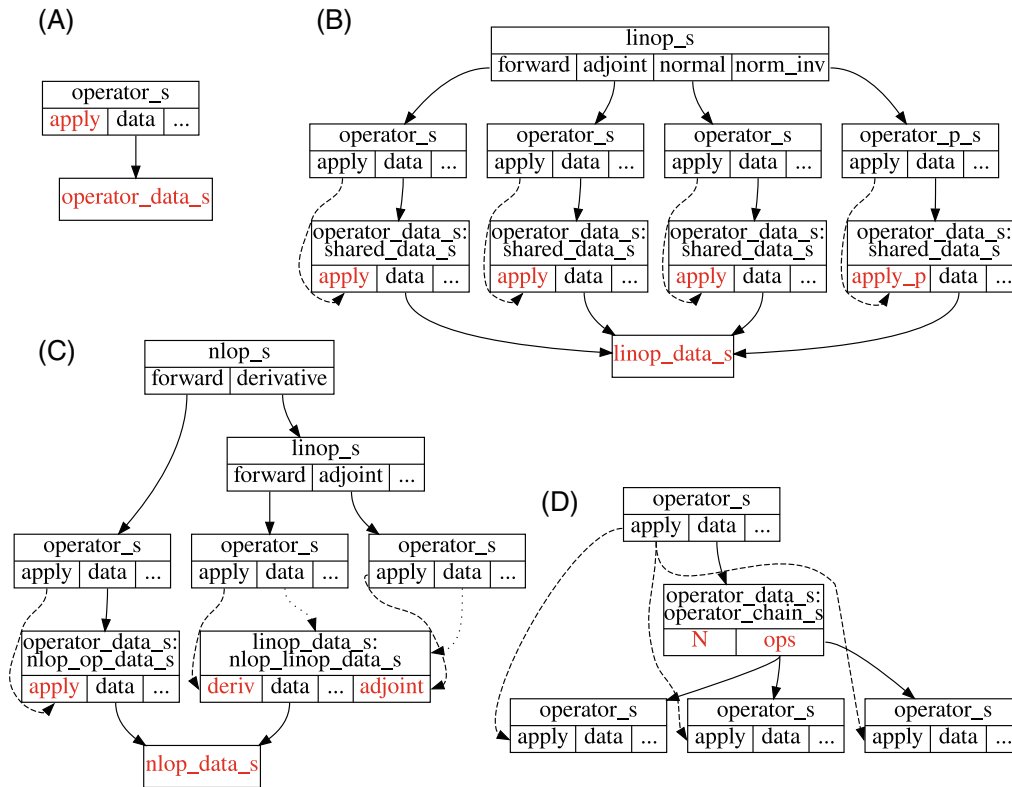 (A)
operator_s
apply data ...
operator_data_s
(B)
linop_s
forward adjoint normal norm_inv
operator_s operator_s operator_s operator_p_s
apply data ... apply data ... apply data ... apply data ...
operator_data_s: operator_data_s: operator_data_s: operator_data_s:
shared_data_s shared_data_s shared_data_s shared_data_s
apply data ... apply data ... apply data ... apply_p data ...
linop_data_s
(C)
nlop_s
forward derivative
linop_s
forward adjoint ...
operator_s operator_s operator_s
apply data ... apply data ... apply data ...
operator_data_s: linop_data_s:
nlop_op_data_s nlop_linop_data_s
apply data ... deriv data ... adjoint
nlop_data_s
(D)
operator_s
apply data ...
operator_data_s:
operator_chain_s
N ops
operator_s operator_s operator_s
apply data ... apply data ... apply data ...